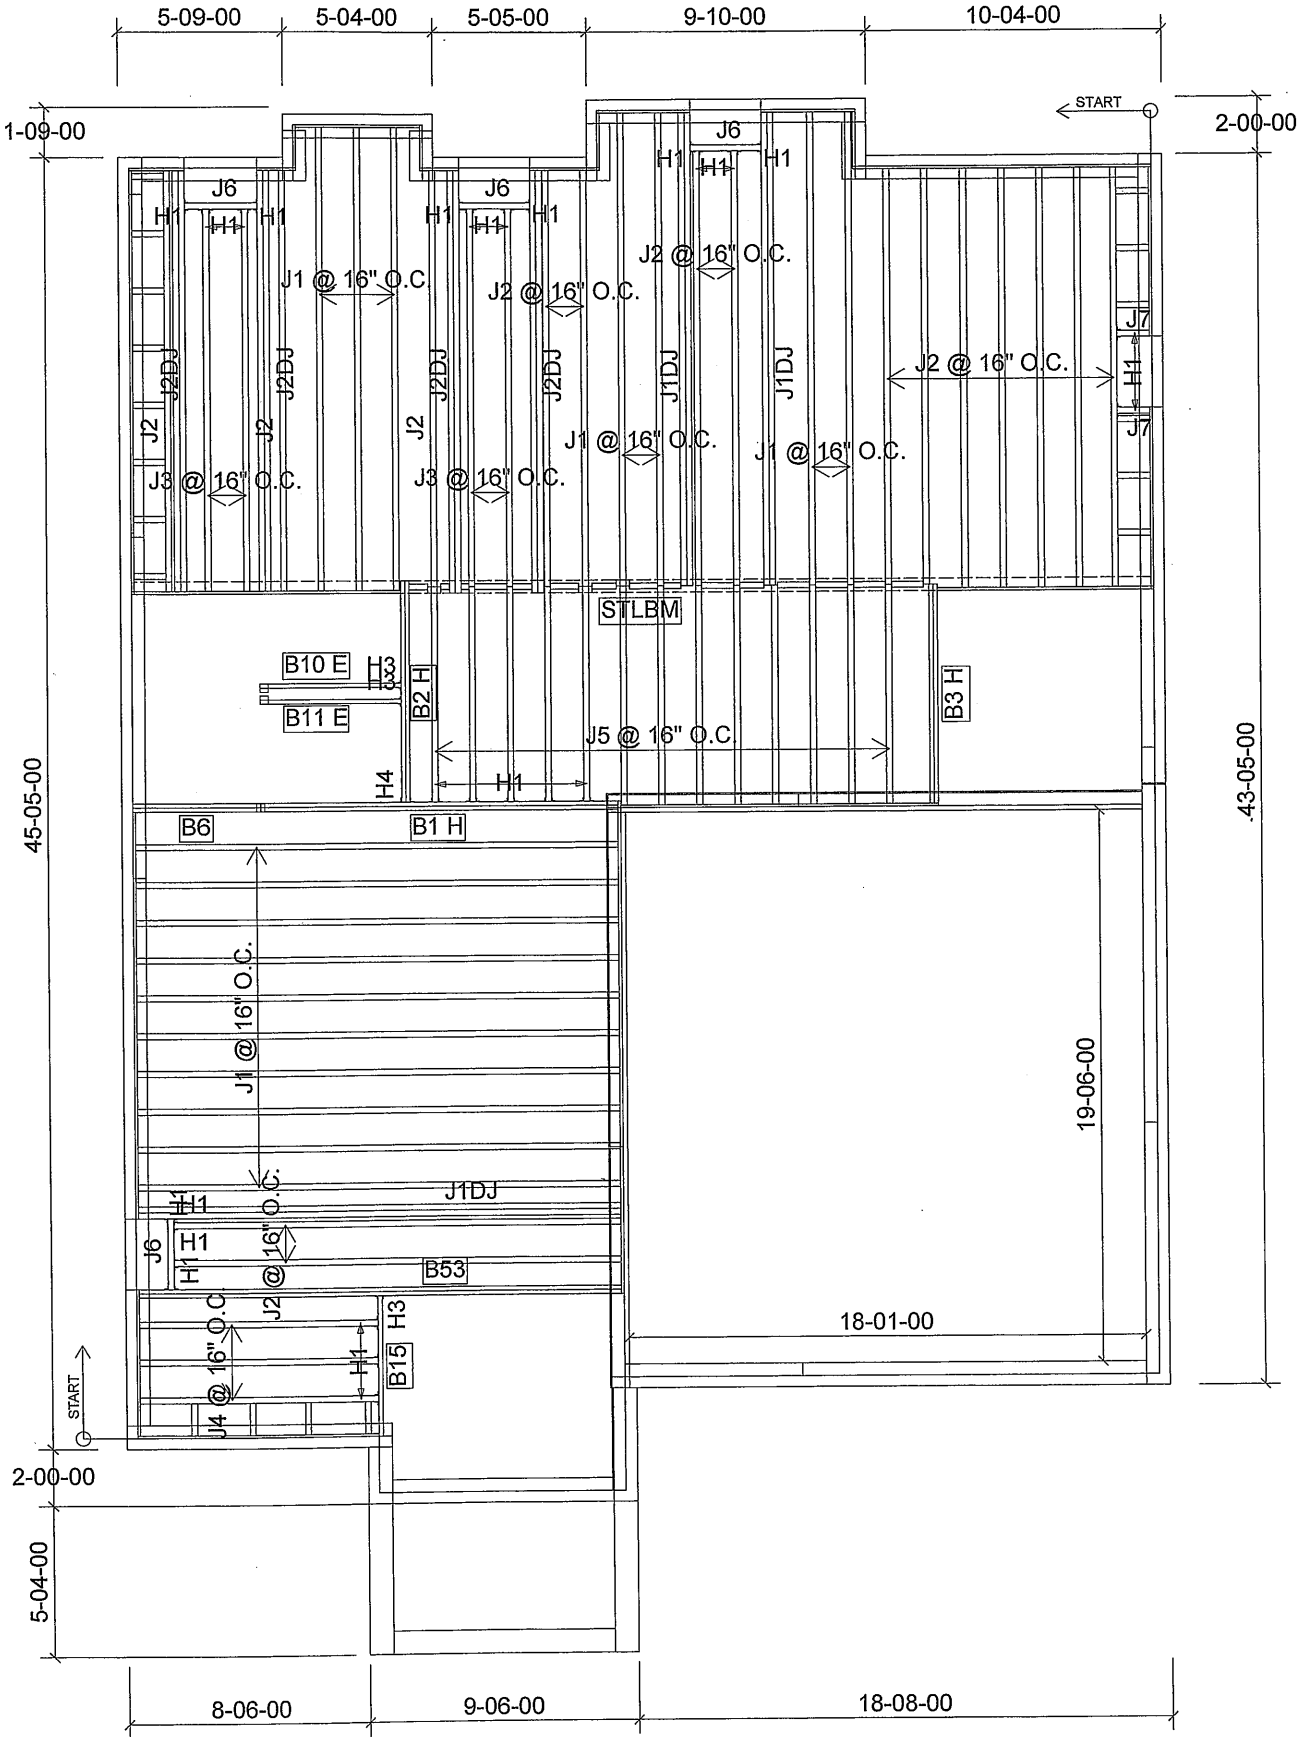 5-09-00 5-04-00 5-05-00 9-10-00 10-04-00
START
1-09-00 2-00-00
J6
H1 H1 H1
J6 J6
H1 H1 H1 H1 H1 H1
J2 @ 16" O.C.
J1 @ 16" O.C
J2 @ 16" O.C.
J7
J2 @ 16" O.C.
H1
J2DJ J2DJ J2DJ J2DJ J1DJ J1DJ
J2 J2 J2
J7
J1 @ 16" O.C.
J1 @ 16" O.C.
J3 @ 16" O.C. J3 @ 16" O.C.
STLBM
B10 E H3
H3
B2 H B3 H
B11 E
J5 @ 16" O.C.
H4 H1
45-05-00 43-05-00
B6 B1 H
J1 @ 16" O.C.
19-06-00
J1DJ
H1 H1
J6 H1
H1
J2 @ 16" O.C.
B53
H3
18-01-00
J4 @ 16" O.C.
H1
B15
START
2-00-00
5-04-00
8-06-00 9-06-00 18-08-00